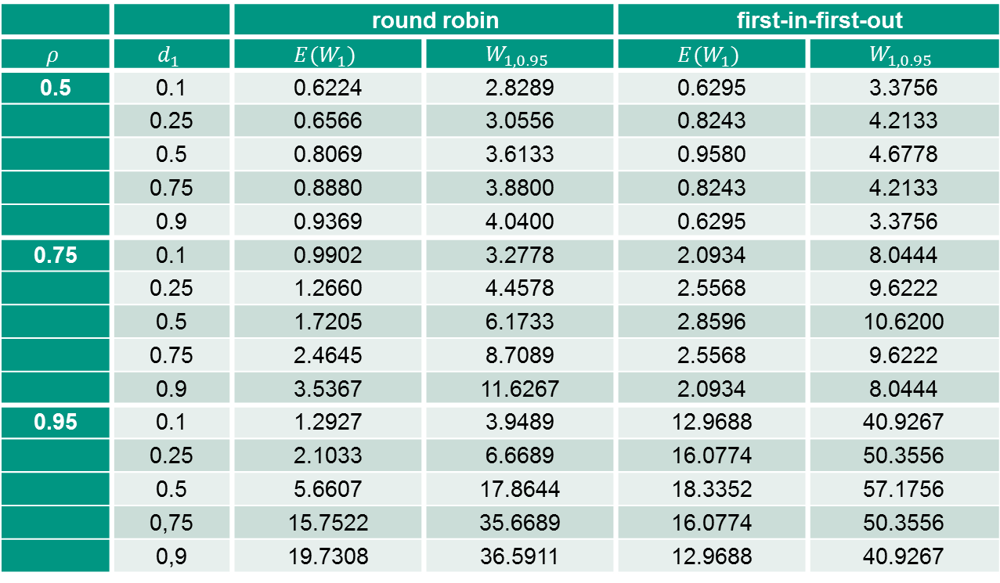 round robin first-in-first-out
ρ d₁ E(W₁) W₁,₀.₉₅ E(W₁) W₁,₀.₉₅
0.5 0.1 0.6224 2.8289 0.6295 3.3756
0.25 0.6566 3.0556 0.8243 4.2133
0.5 0.8069 3.6133 0.9580 4.6778
0.75 0.8880 3.8800 0.8243 4.2133
0.9 0.9369 4.0400 0.6295 3.3756
0.75 0.1 0.9902 3.2778 2.0934 8.0444
0.25 1.2660 4.4578 2.5568 9.6222
0.5 1.7205 6.1733 2.8596 10.6200
0.75 2.4645 8.7089 2.5568 9.6222
0.9 3.5367 11.6267 2.0934 8.0444
0.95 0.1 1.2927 3.9489 12.9688 40.9267
0.25 2.1033 6.6689 16.0774 50.3556
0.5 5.6607 17.8644 18.3352 57.1756
0,75 15.7522 35.6689 16.0774 50.3556
0,9 19.7308 36.5911 12.9688 40.9267